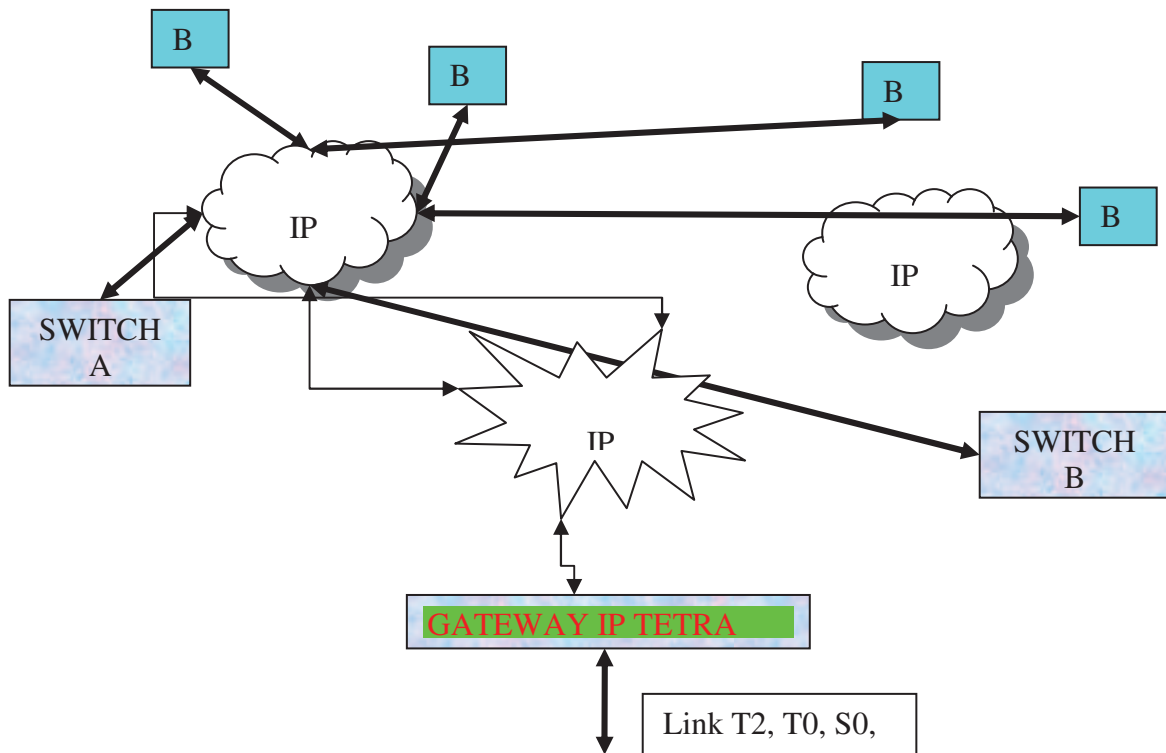 B
B
B
B
IP
IP
SWITCH
A
IP
SWITCH
B
GATEWAY IP TETRA
Link T2, T0, S0,